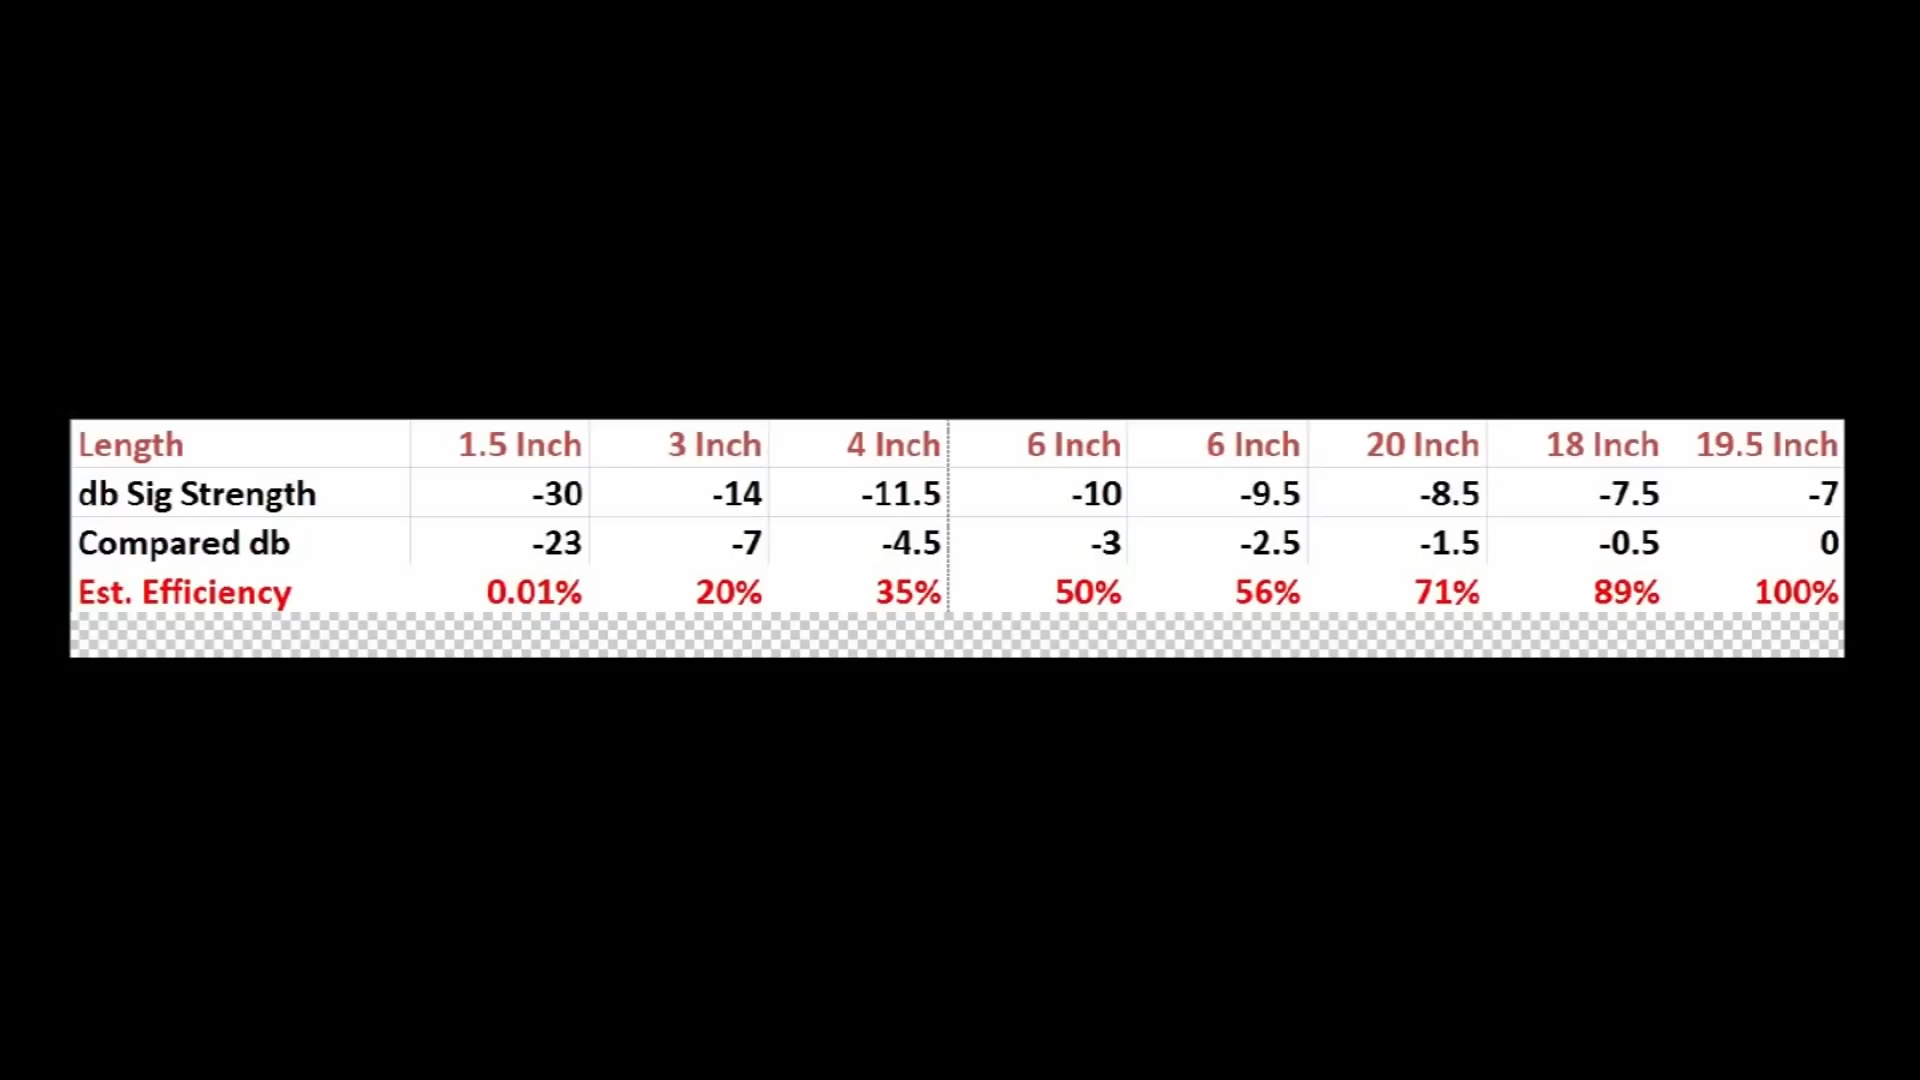 Length 1.5 Inch 3 Inch 4 Inch 6 Inch 6 Inch 20 Inch 18 Inch 19.5 Inch
db Sig Strength -30 -14 -11.5 -10 -9.5 -8.5 -7.5 -7
Compared db -23 -7 -4.5 -3 -2.5 -1.5 -0.5 0
Est. Efficiency 0.01% 20% 35% 50% 56% 71% 89% 100%